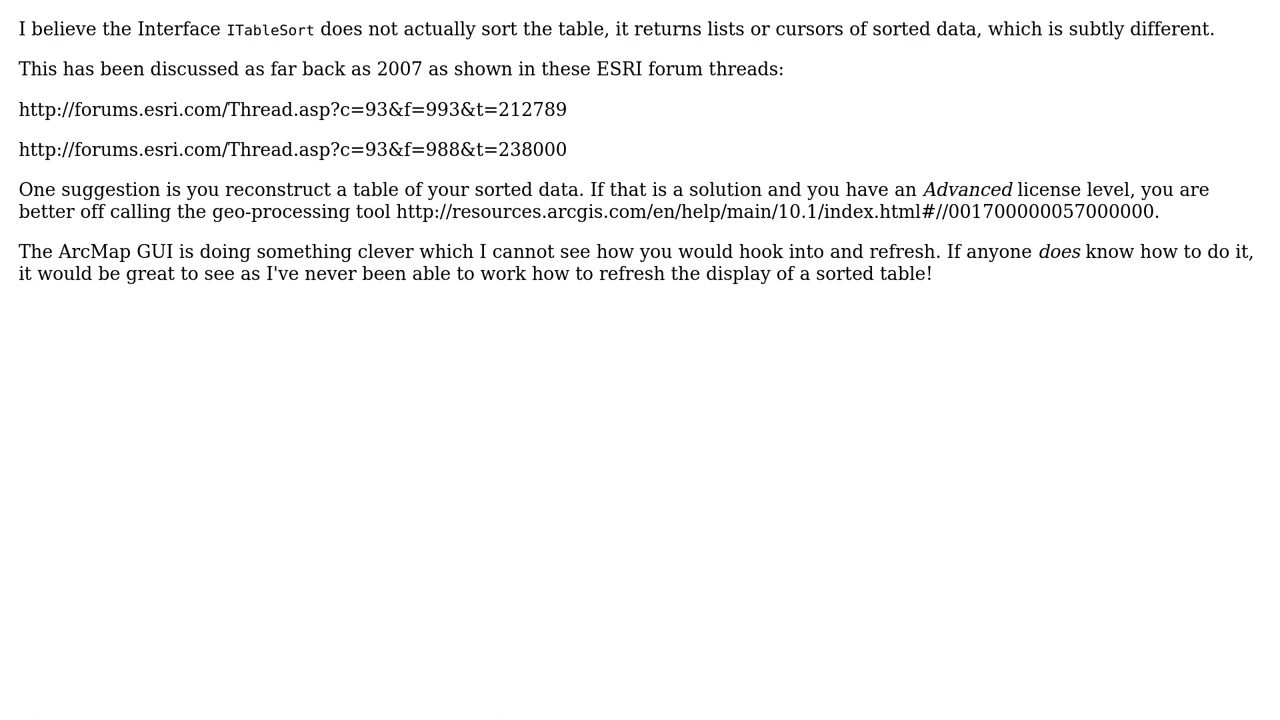 I believe the Interface ITableSort does not actually sort the table, it returns lists or cursors of sorted data, which is subtly different.
This has been discussed as far back as 2007 as shown in these ESRI forum threads:
http://forums.esri.com/Thread.asp?c=93&f=993&t=212789
http://forums.esri.com/Thread.asp?c=93&f=988&t=238000
One suggestion is you reconstruct a table of your sorted data. If that is a solution and you have an Advanced license level, you are
better off calling the geo-processing tool http://resources.arcgis.com/en/help/main/10.1/index.html#//001700000057000000.
The ArcMap GUI is doing something clever which I cannot see how you would hook into and refresh. If anyone does know how to do it,
it would be great to see as I've never been able to work how to refresh the display of a sorted table!